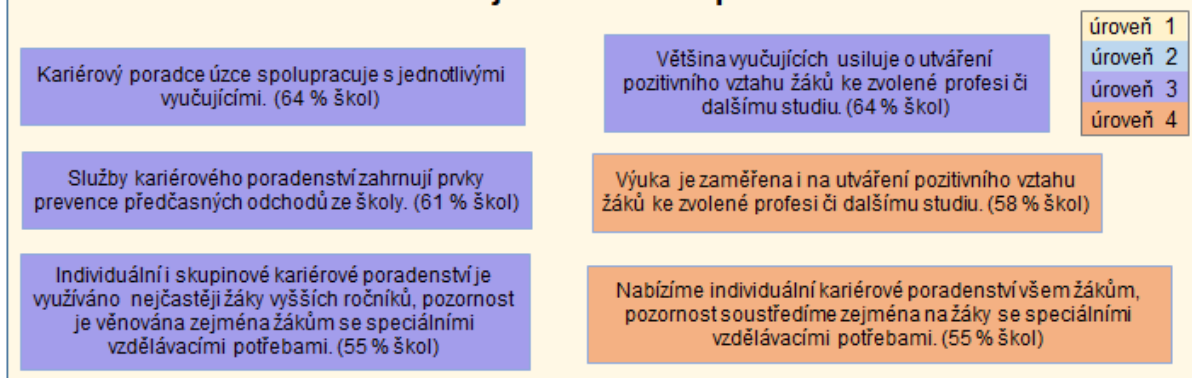 Kariérový poradce úzce spolupracuje s jednotlivými
vyučujícími. (64 % škol)
Většina vyučujících usiluje o utváření
pozitivního vztahu žáků ke zvolené profesi či
dalšímu studiu. (64 % škol)
úroveň 1
úroveň 2
úroveň 3
úroveň 4
Služby kariérového poradenství zahrnují prvky
prevence předčasných odchodů ze školy. (61 % škol)
Výuka je zaměřena i na utváření pozitivního vztahu
žáků ke zvolené profesi či dalšímu studiu. (58 % škol)
Individuální i skupinové kariérové poradenství je
využíváno nejčastěji žáky vyšších ročníků, pozornost
je věnována zejména žákům se speciálními
vzdělávacími potřebami. (55 % škol)
Nabízíme individuální kariérové poradenství všem žákům,
pozornost soustředíme zejména na žáky se speciálními
vzdělávacími potřebami. (55 % škol)